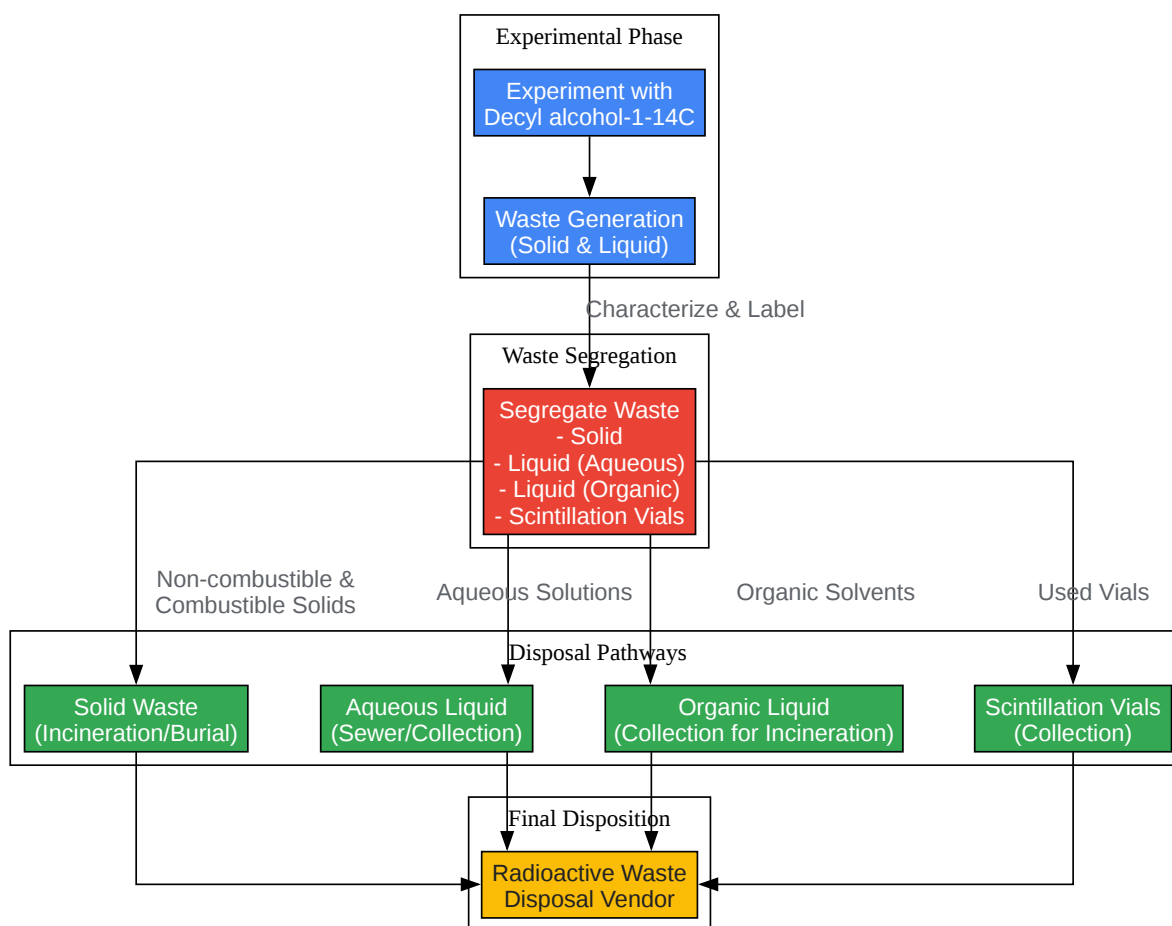 Experimental Phase
Experiment with
Decyl alcohol-1-14C
Waste Generation
(Solid & Liquid)
Characterize & Label
Waste Segregation
Segregate Waste
- Solid
- Liquid (Aqueous)
- Liquid (Organic)
- Scintillation Vials
Non-combustible &
Combustible Solids
Aqueous Solutions
Organic Solvents
Used Vials
Disposal Pathways
Solid Waste
(Incineration/Burial)
Aqueous Liquid
(Sewer/Collection)
Organic Liquid
(Collection for Incineration)
Scintillation Vials
(Collection)
Final Disposition
Radioactive Waste
Disposal Vendor